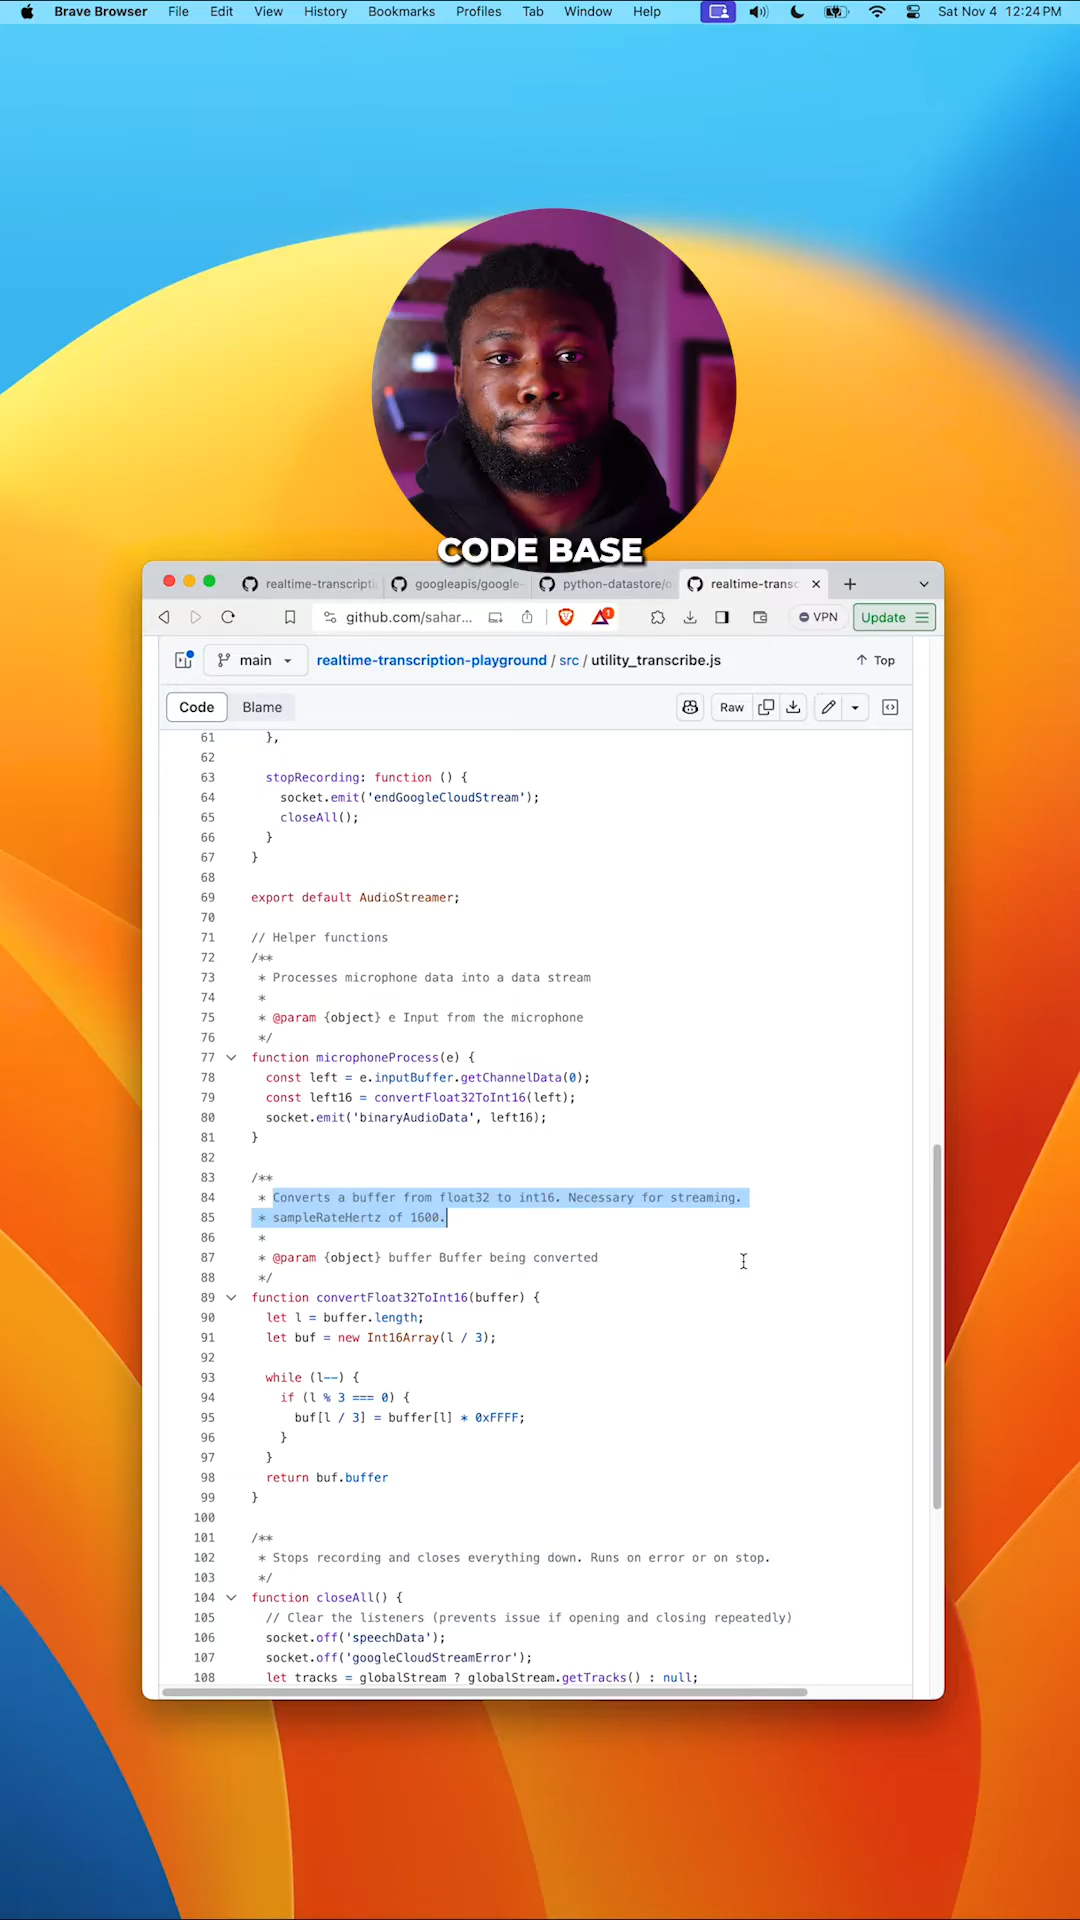 Brave Browser File Edit View History Bookmarks Profiles Tab Window Help Sat Nov 4 12:24 PM
CODE BASE
realtime-transcripti googleapis/google- python-datastore/o realtime-transc
github.com/sahar... 1 VPN Update
main realtime-transcription-playground / src / utility_transcribe.js Top
Code Blame Raw
61 },
62
63 stopRecording: function () {
64 socket.emit('endGoogleCloudStream');
65 closeAll();
66 }
67 }
68
69 export default AudioStreamer;
70
71 // Helper functions
72 /**
73 * Processes microphone data into a data stream
74 *
75 * @param {object} e Input from the microphone
76 */
77 function microphoneProcess(e) {
78 const left = e.inputBuffer.getChannelData(0);
79 const left16 = convertFloat32ToInt16(left);
80 socket.emit('binaryAudioData', left16);
81 }
82
83 /**
84 * Converts a buffer from float32 to int16. Necessary for streaming.
85 * sampleRateHertz of 1600.
86 *
87 * @param {object} buffer Buffer being converted
88 */
89 function convertFloat32ToInt16(buffer) {
90 let l = buffer.length;
91 let buf = new Int16Array(l / 3);
92
93 while (l--) {
94 if (l % 3 === 0) {
95 buf[l / 3] = buffer[l] * 0xFFFF;
96 }
97 }
98 return buf.buffer
99 }
100
101 /**
102 * Stops recording and closes everything down. Runs on error or on stop.
103 */
104 function closeAll() {
105 // Clear the listeners (prevents issue if opening and closing repeatedly)
106 socket.off('speechData');
107 socket.off('googleCloudStreamError');
108 let tracks = globalStream ? globalStream.getTracks() : null;